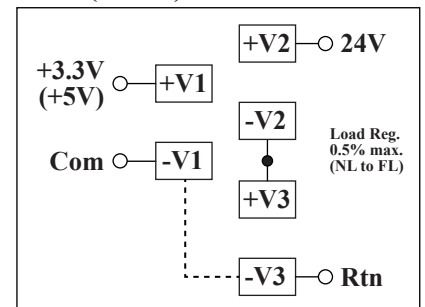 +V2 24V
+3.3V
(+5V) +V1
-V2
Load Reg.
0.5% max.
(NL to FL)
Com -V1
+V3
-V3 Rtn